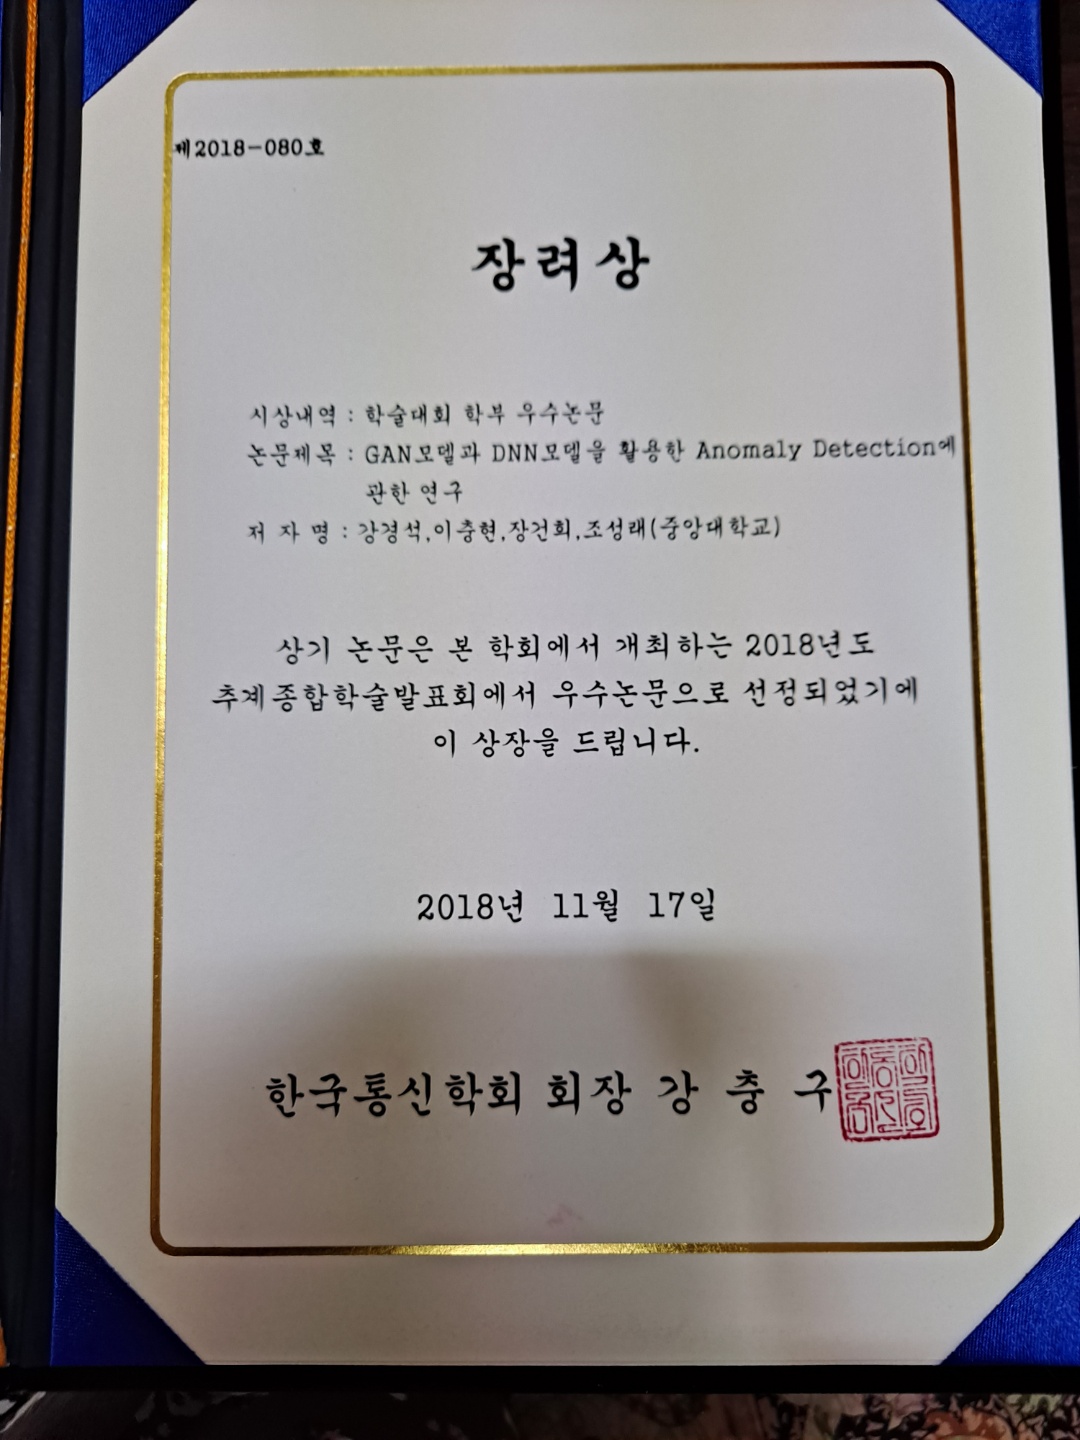 제2018-080호
장려상
시상내역 : 학술대회 학부 우수논문
논문제목 : GAN모델과 DNN모델을 활용한 Anomaly Detection에
관한 연구
저 자 명 : 강경석,이충현,장건희,조성래(중앙대학교)
상기 논문은 본 학회에서 개최하는 2018년도
추계종합학술발표회에서 우수논문으로 선정되었기에
이 상장을 드립니다.
2018년 11월 17일
한국통신학회 회장 강 충 구